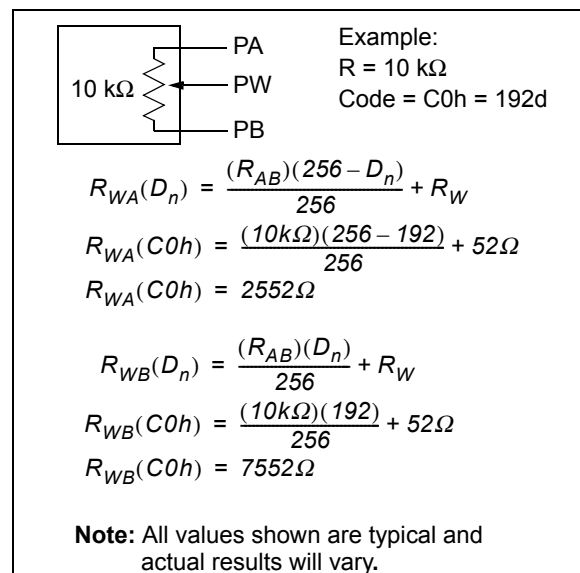 10 kΩ
PA
PW
PB
Example:
R = 10 kΩ
Code = C0h = 192d
R_WA(D_n) = (R_AB)(256 – D_n) / 256 + R_W
R_WA(C0h) = (10kΩ)(256 – 192) / 256 + 52Ω
R_WA(C0h) = 2552Ω
R_WB(D_n) = (R_AB)(D_n) / 256 + R_W
R_WB(C0h) = (10kΩ)(192) / 256 + 52Ω
R_WB(C0h) = 7552Ω
Note: All values shown are typical and
actual results will vary.